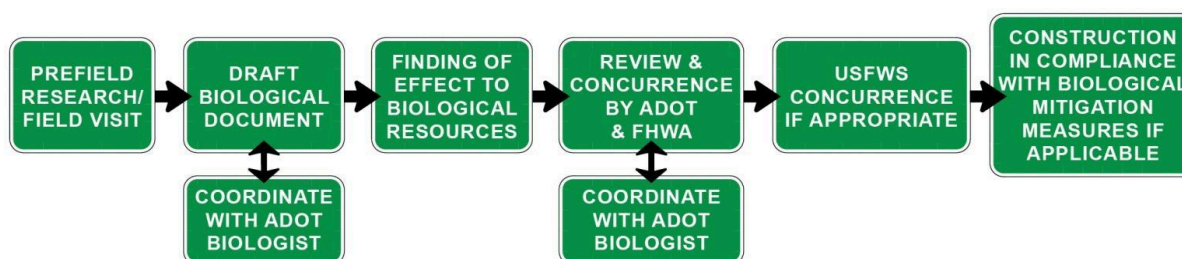 PREFIELD
RESEARCH/
FIELD VISIT
DRAFT
BIOLOGICAL
DOCUMENT
FINDING OF
EFFECT TO
BIOLOGICAL
RESOURCES
REVIEW &
CONCURRENCE
BY ADOT
& FHWA
USFWS
CONCURRENCE
IF APPROPRIATE
CONSTRUCTION
IN COMPLIANCE
WITH BIOLOGICAL
MITIGATION
MEASURES IF
APPLICABLE
COORDINATE
WITH ADOT
BIOLOGIST
COORDINATE
WITH ADOT
BIOLOGIST